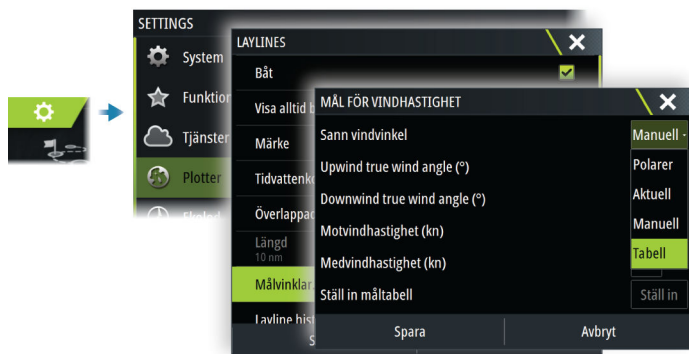 SETTINGS
System
Funktion
Tjänster
Plotter
LAYLINES
Båt
Visa alltid b
Märke
Tidvattenko
Överlappad
Längd
10 nm
Målvinklar
Layline hist
S
MÅL FÖR VINDHASTIGHET
Sann vindvinkel
Manuell
Upwind true wind angle (°)
Polarer
Downwind true wind angle (°)
Aktuell
Motvindhastighet (kn)
Manuell
Medvindhastighet (kn)
Tabell
Ställ in måltabell
Ställ in
Spara
Avbryt